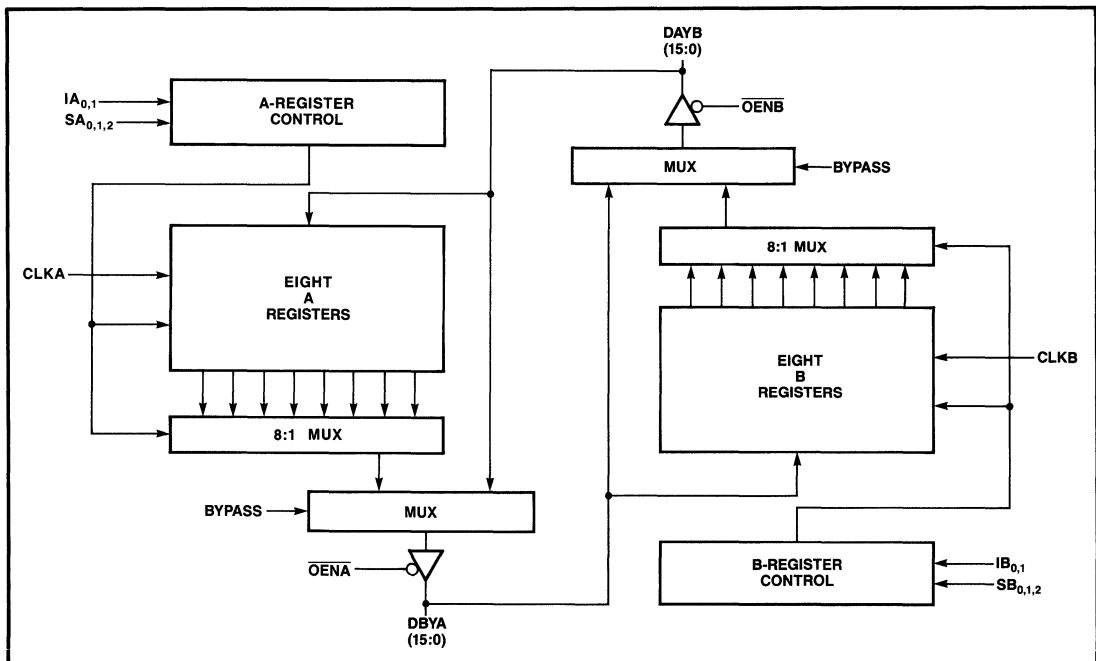 DAYB
(15:0)
IA0,1
SA0,1,2
A-REGISTER
CONTROL
OENB
MUX
BYPASS
8:1 MUX
CLKA
EIGHT
A
REGISTERS
EIGHT
B
REGISTERS
CLKB
8:1 MUX
BYPASS
MUX
OENA
B-REGISTER
CONTROL
IB0,1
SB0,1,2
DBYA
(15:0)